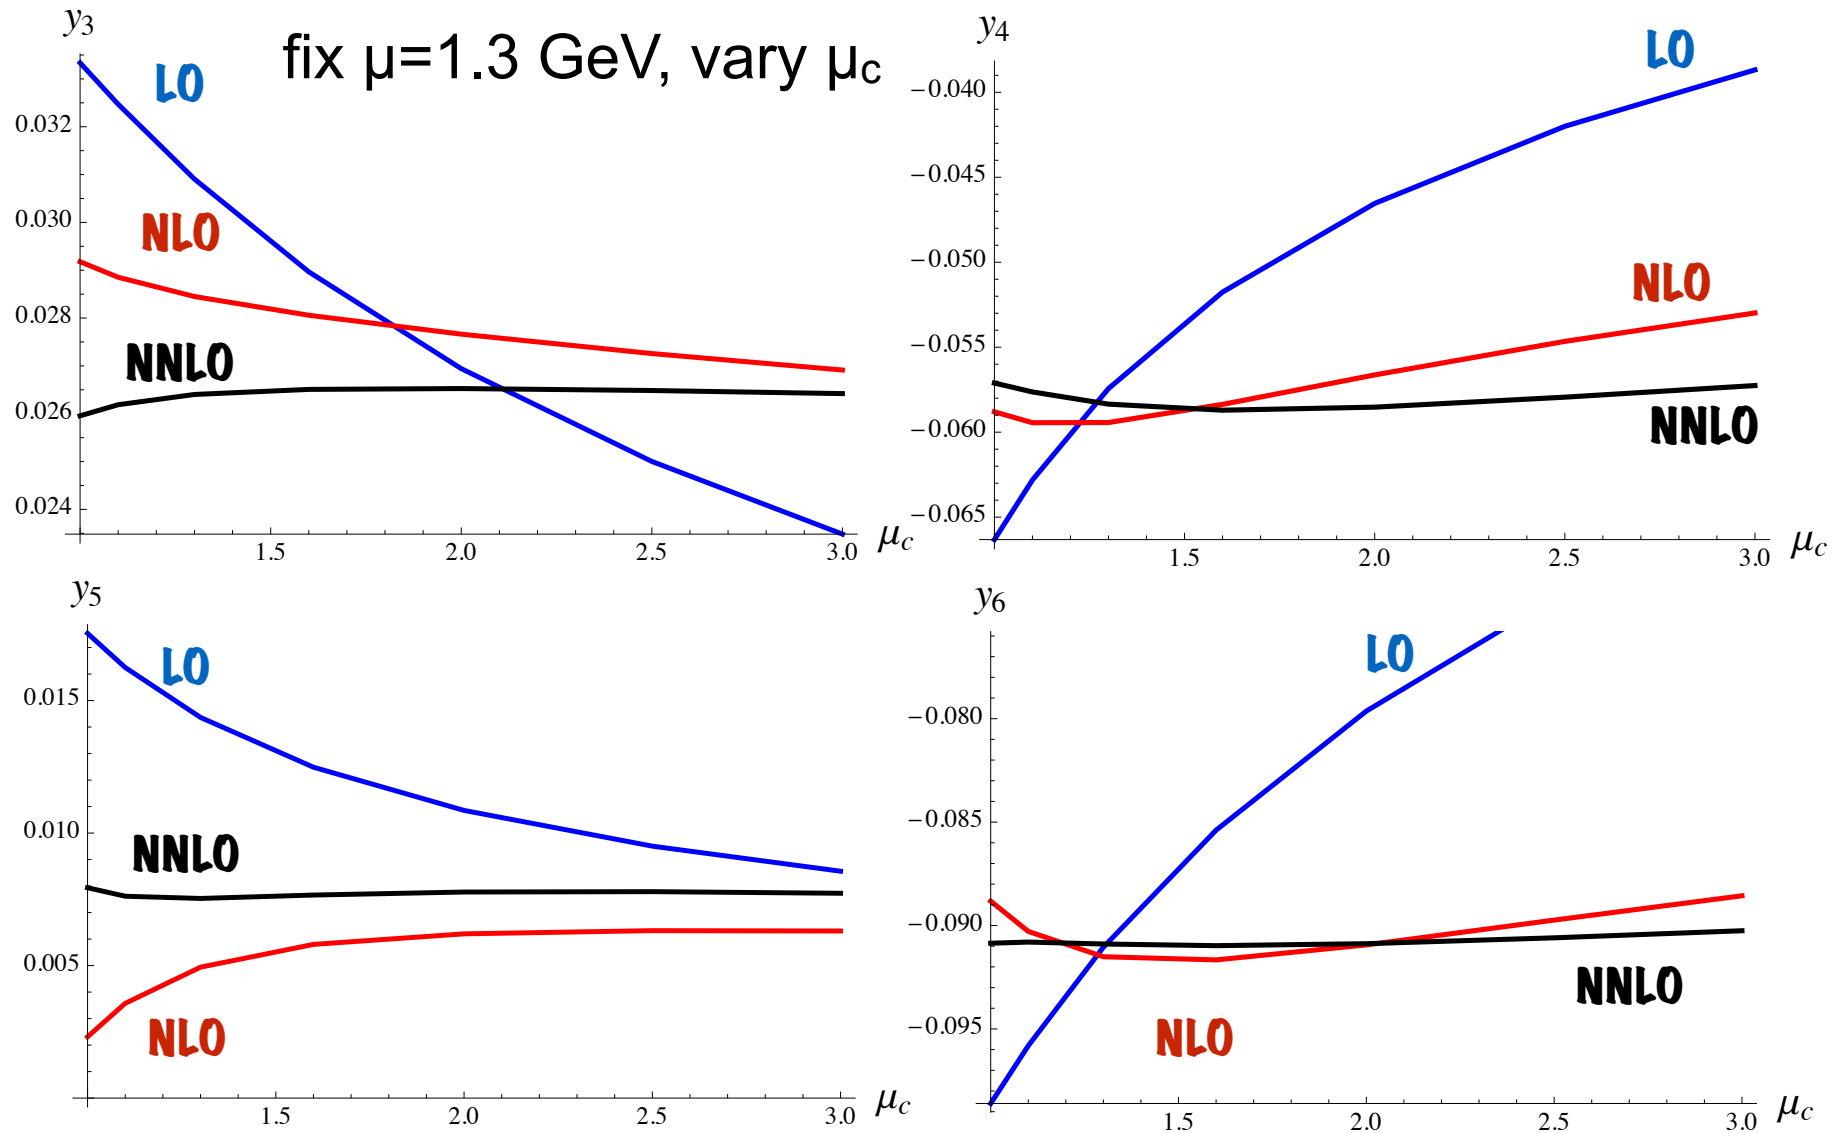 fix μ=1.3 GeV, vary μc
y3
LO
0.032
NLO
0.030
0.028
NNLO
0.026
0.024
1.5 2.0 2.5 3.0 μc
y4
LO
−0.040
−0.045
−0.050
NLO
−0.055
−0.060
NNLO
−0.065
1.5 2.0 2.5 3.0 μc
y5
LO
0.015
0.010
NNLO
0.005
NLO
1.5 2.0 2.5 3.0 μc
y6
LO
−0.080
−0.085
−0.090
NNLO
−0.095
NLO
1.5 2.0 2.5 3.0 μc